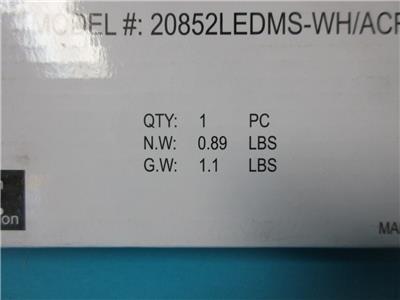 MODEL #: 20852LEDMS-WH/ACR
QTY: 1 PC
N.W: 0.89 LBS
G.W: 1.1 LBS